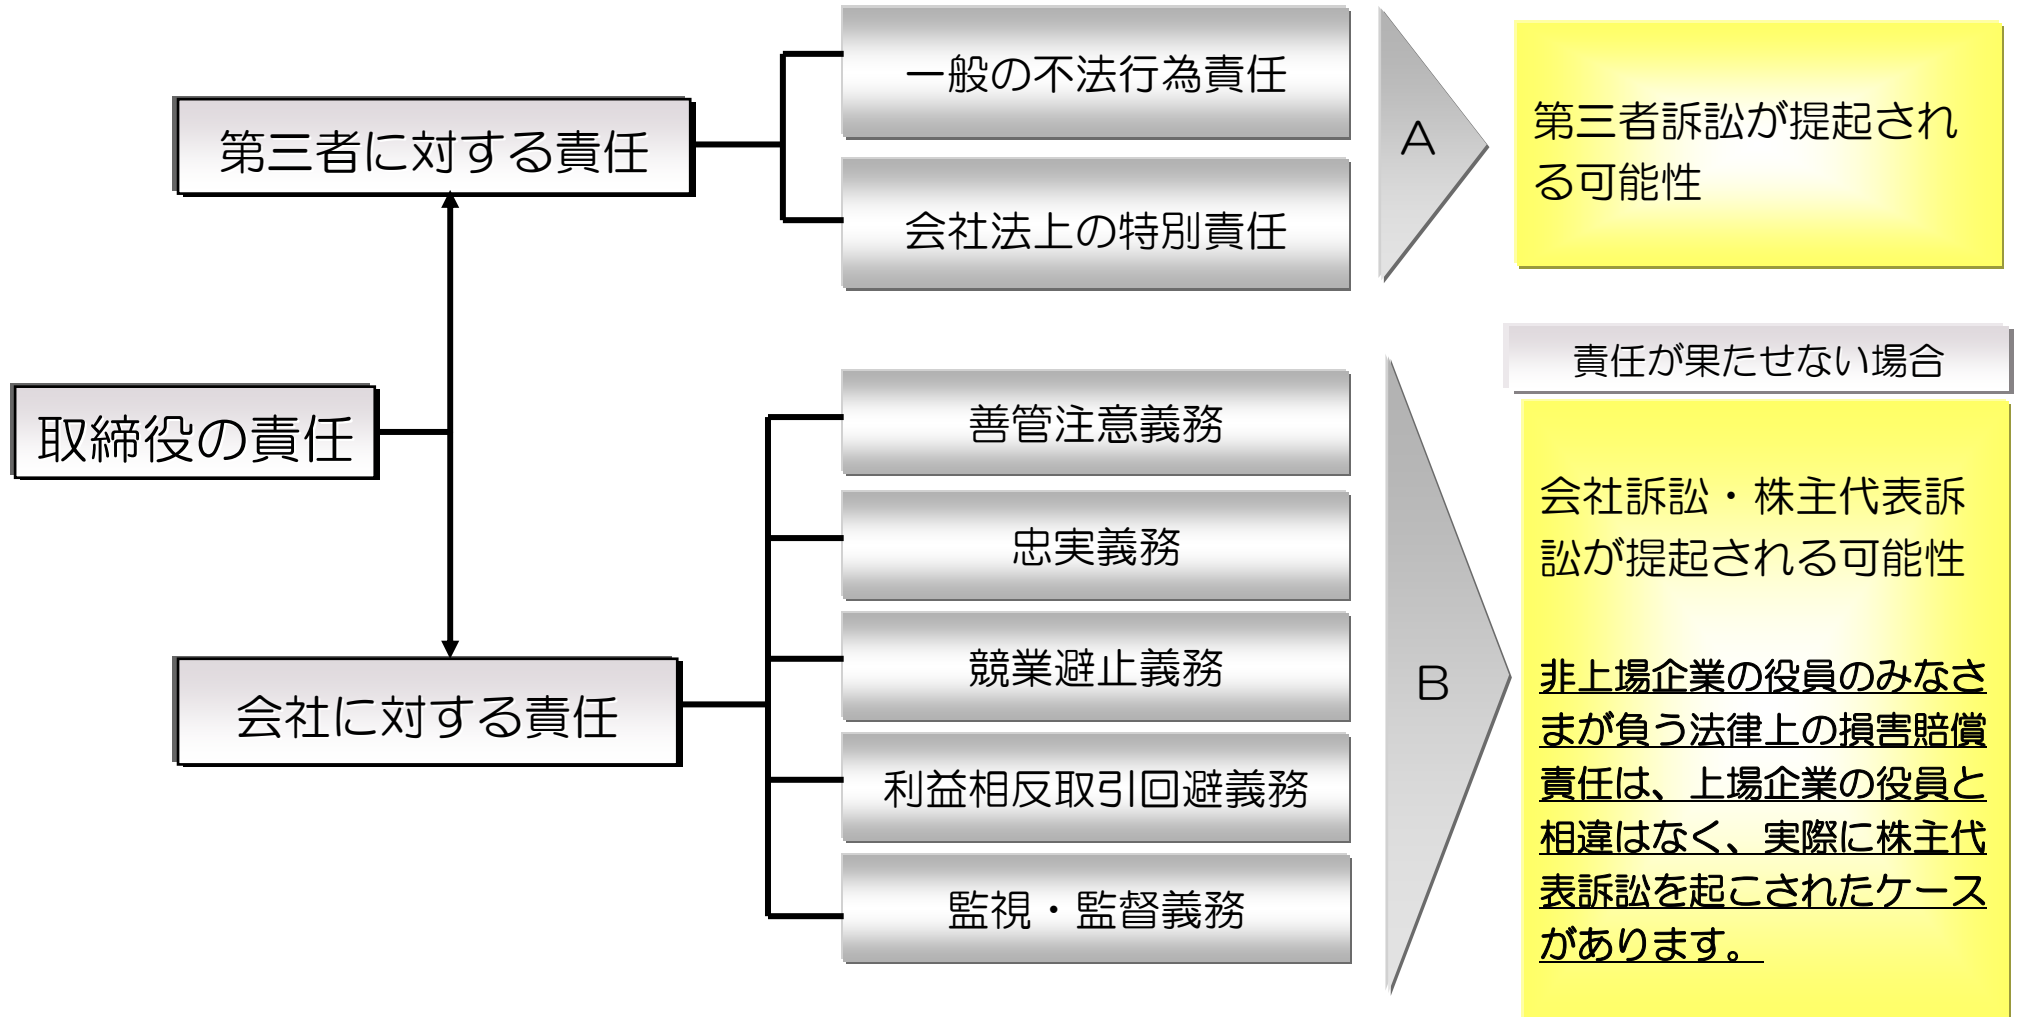 取締役の責任
第三者に対する責任
一般の不法行為責任
会社法上の特別責任
A
第三者訴訟が提起され
る可能性
会社に対する責任
善管注意義務
忠実義務
競業避止義務
利益相反取引回避義務
監視・監督義務
B
責任が果たせない場合
会社訴訟・株主代表訴
訟が提起される可能性
非上場企業の役員のみなさ
まが負う法律上の損害賠償
責任は、上場企業の役員と
相違はなく、実際に株主代
表訴訟を起こされたケース
があります。